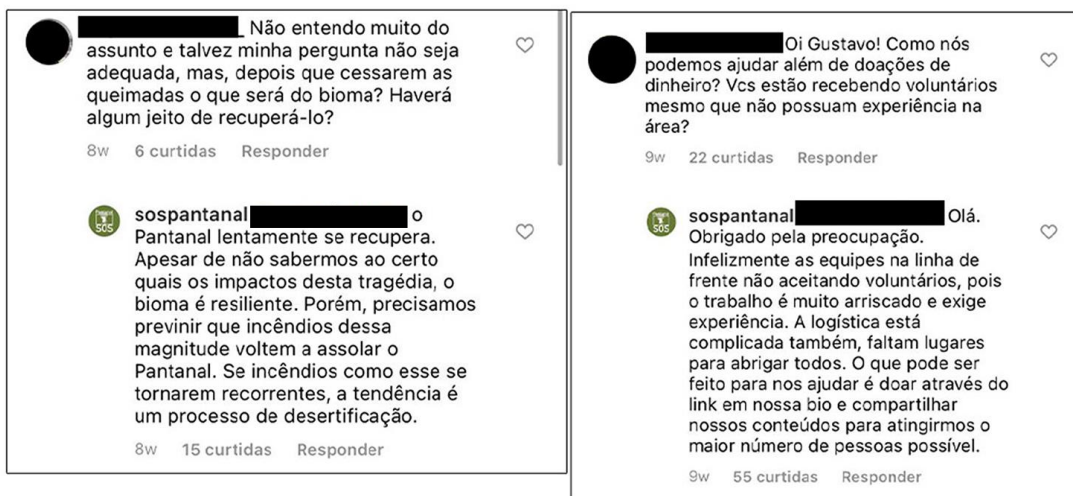 Não entendo muito do
assunto e talvez minha pergunta não seja
adequada, mas, depois que cessarem as
queimadas o que será do bioma? Haverá
algum jeito de recuperá-lo?
8w 6 curtidas Responder
SOS
sospantanal o
Pantanal lentamente se recupera.
Apesar de não sabermos ao certo
quais os impactos desta tragédia, o
bioma é resiliente. Porém, precisamos
previnir que incêndios dessa
magnitude voltem a assolar o
Pantanal. Se incêndios como esse se
tornarem recorrentes, a tendência é
um processo de desertificação.
8w 15 curtidas Responder
Oi Gustavo! Como nós
podemos ajudar além de doações de
dinheiro? Vcs estão recebendo voluntários
mesmo que não possuam experiência na
área?
9w 22 curtidas Responder
SOS
sospantanal Olá.
Obrigado pela preocupação.
Infelizmente as equipes na linha de
frente não aceitando voluntários, pois
o trabalho é muito arriscado e exige
experiência. A logística está
complicada também, faltam lugares
para abrigar todos. O que pode ser
feito para nos ajudar é doar através do
link em nossa bio e compartilhar
nossos conteúdos para atingirmos o
maior número de pessoas possível.
9w 55 curtidas Responder